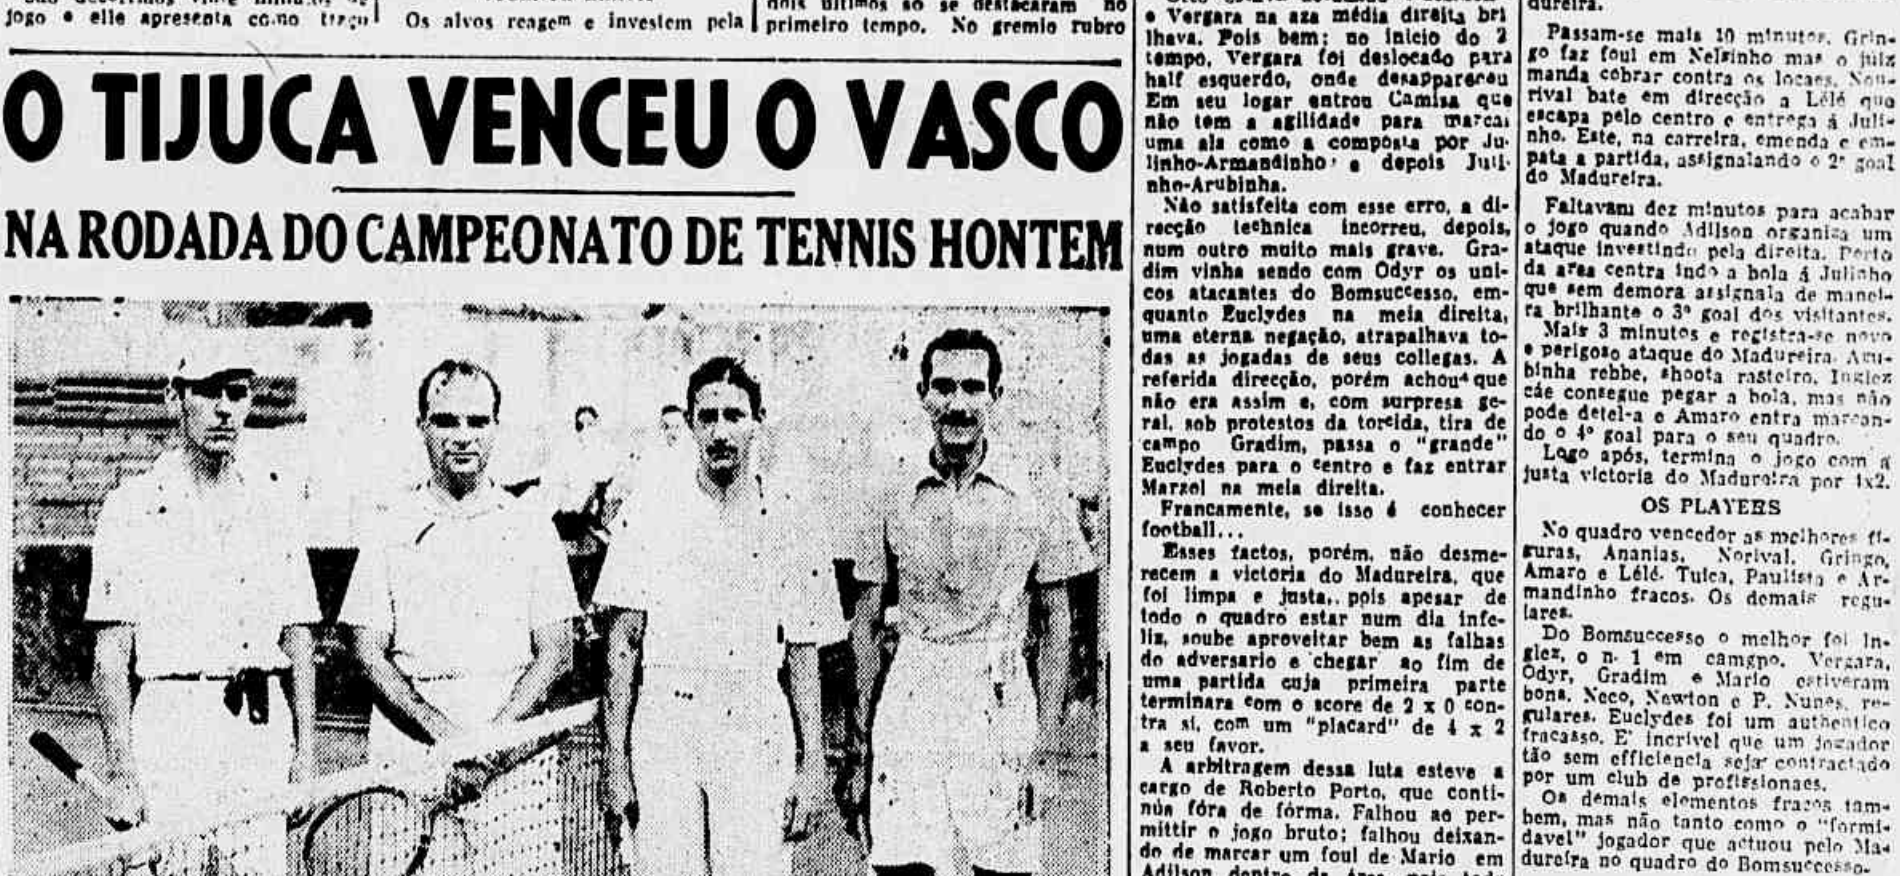 jogo e elle apresenta como
Os alvos reagem e investem pela
primeiro tempo. No gremio rubro
O TIJUCA VENCEU O VASCO
NA RODADA DO CAMPEONATO DE TENNIS HONTEM
e Vergara na aza média direita bri
lhava. Pois bem: no inicio do 2
tempo, Vergara foi deslocado para
half esquerdo, onde desappareceu
Em seu logar entrou Camisa que
não tem a agilidade para marcar
uma ala como a composta por Ju-
linho-Armandinho e depois Juli-
nho-Arubinha.
Não satisfeita com esse erro, a di-
recção technica incorreu, depois,
num outro muito mais grave. Gra-
dim vinha sendo com Odyr os uni-
cos atacantes do Bomsuccesso, em-
quanto Euclydes na meia direita,
uma eterna negação, atrapalhava to-
das as jogadas de seus collegas. A
referida direcção, porém achou que
não era assim e, com surpresa ge-
ral, sob protestos da torcida, tira de
campo Gradim, passa o "grande"
Euclydes para o centro e faz entrar
Marzol na meia direita.
Francamente, se isso é conhecer
football...
Esses factos, porém, não desme-
recem a victoria do Madureira, que
foi limpa e justa, pois apesar de
todo o quadro estar num dia infe-
liz, soube aproveitar bem as falhas
do adversario e chegar ao fim de
uma partida cuja primeira parte
terminara com o score de 2 x 0 con-
tra si, com um "placard" de 4 x 2
a seu favor.
A arbitragem dessa luta esteve a
cargo de Roberto Porto, que conti-
núa fóra de fórma. Falhou ao per-
mittir o jogo bruto; falhou deixan-
do de marcar um foul de Mario em
Adilson dentro da área
dureira.
Passam-se mais 10 minutos. Grin-
go faz foul em Nelsinho mas o juiz
manda cobrar contra os locaes. Nou-
rival bate em direcção a Lélé que
escapa pelo centro e entrega á Juli-
nho. Este, na carreira, emenda e em-
pata a partida, assignalando o 2º goal
do Madureira.
Faltavam dez minutos para acabar
o jogo quando Adilson organiza um
ataque investindo pela direita. Perto
da area centra indo a bola á Julinho
que sem demora assignala de manei-
ra brilhante o 3º goal dos visitantes.
Mais 3 minutos e registra-se novo
e perigoso ataque do Madureira. Aru-
binha rebbe, shoota rasteiro. Inglez
cáe consegue pegar a bola, mas não
pode detel-a e Amaro entra marcan-
do o 4º goal para o seu quadro.
Logo após, termina o jogo com a
justa victoria do Madureira por 4x2.
OS PLAYERS
No quadro vencedor as melhores fi-
guras, Ananias, Norival, Gringo,
Amaro e Lélé. Tuica, Paulista e Ar-
mandinho fracos. Os demais regu-
lares.
Do Bomsuccesso o melhor foi In-
glez, o n. 1 em camgpo. Vergara,
Odyr, Gradim e Mario estiveram
bons. Neco, Newton e P. Nunes, re-
gulares. Euclydes foi um authentico
fracasso. E' incrivel que um jogador
tão sem efficiencia seja contractado
por um club de profissionaes.
Os demais elementos fracos tam-
bem, mas não tanto como o "formi-
davel" jogador que actuou pelo Ma-
dureira no quadro do Bomsuccesso.